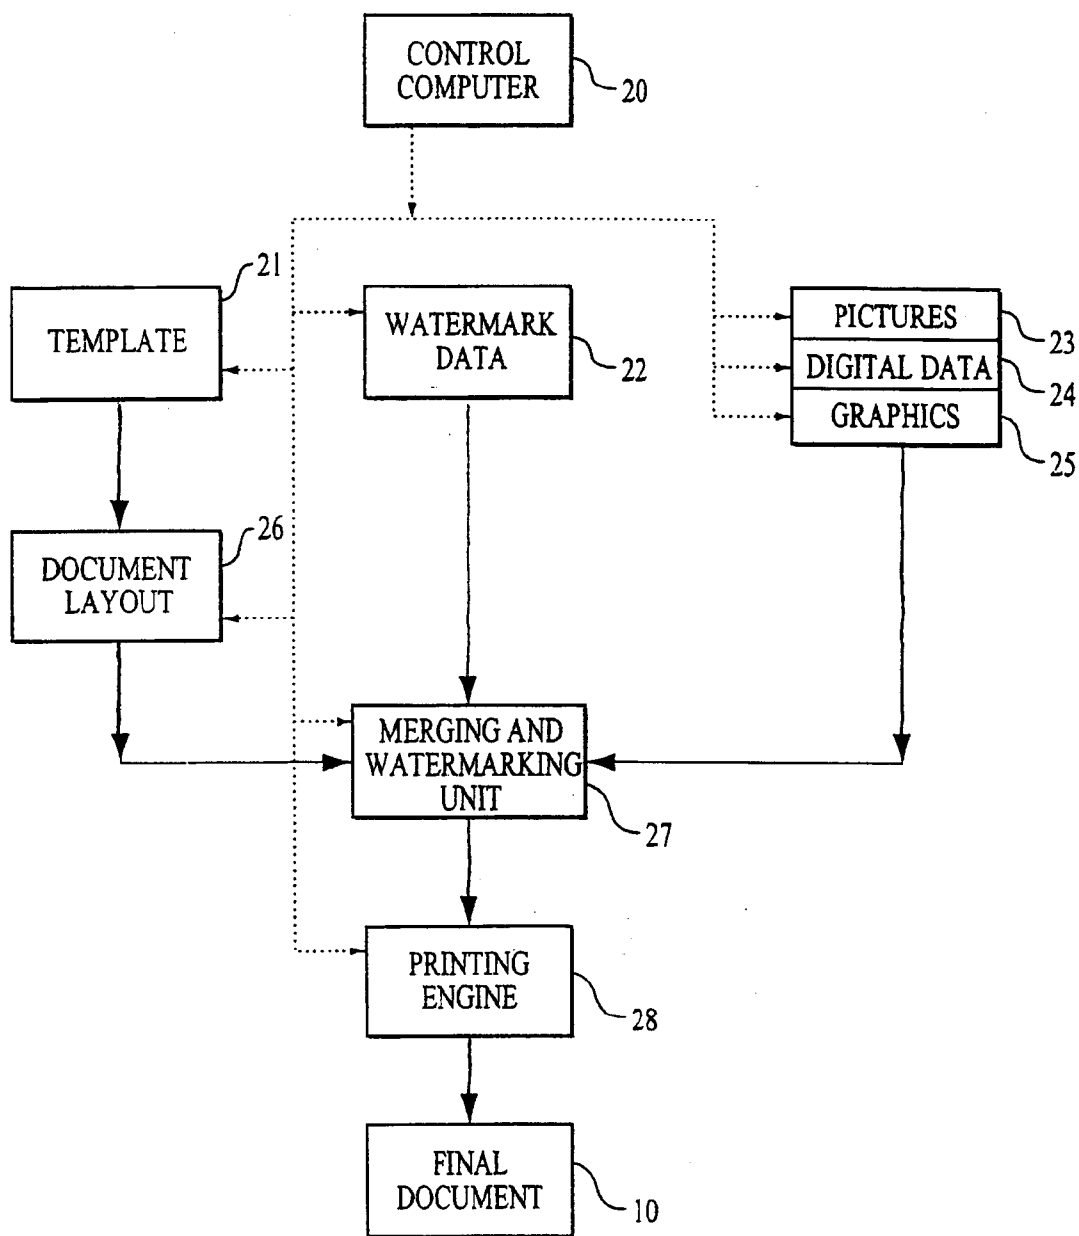 CONTROL
COMPUTER
20
21
TEMPLATE
WATERMARK
DATA
22
PICTURES
23
DIGITAL DATA
24
GRAPHICS
25
26
DOCUMENT
LAYOUT
MERGING AND
WATERMARKING
UNIT
27
PRINTING
ENGINE
28
FINAL
DOCUMENT
10